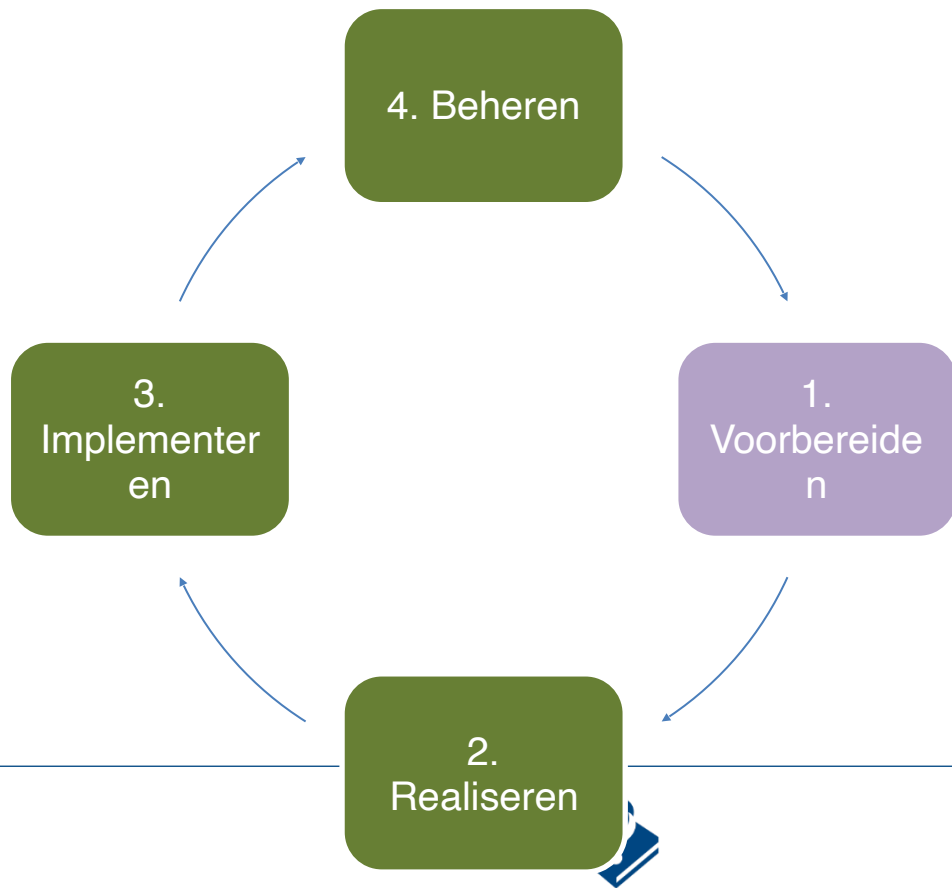 4. Beheren
3.
Implementer
en
1.
Voorbereide
n
2.
Realiseren